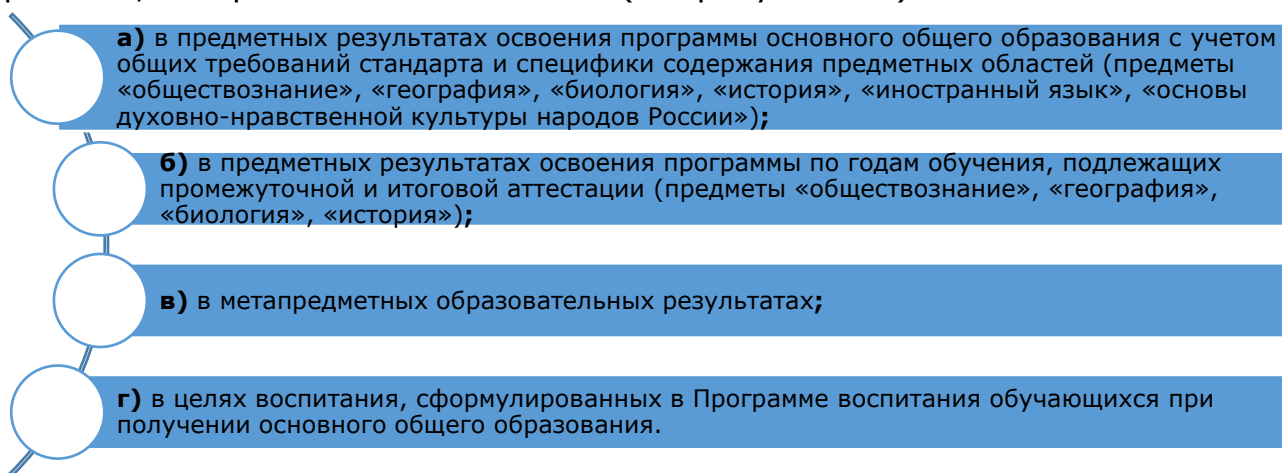 а) в предметных результатах освоения программы основного общего образования с учетом
общих требований стандарта и специфики содержания предметных областей (предметы
«обществознание», «география», «биология», «история», «иностранный язык», «основы
духовно-нравственной культуры народов России»);
б) в предметных результатах освоения программы по годам обучения, подлежащих
промежуточной и итоговой аттестации (предметы «обществознание», «география»,
«биология», «история»);
в) в метапредметных образовательных результатах;
г) в целях воспитания, сформулированных в Программе воспитания обучающихся при
получении основного общего образования.